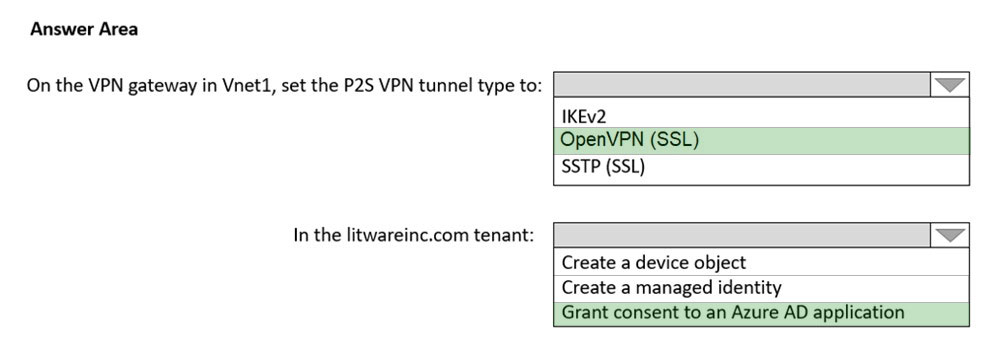 Answer Area
On the VPN gateway in Vnet1, set the P2S VPN tunnel type to:
IKEv2
OpenVPN (SSL)
SSTP (SSL)
In the litwareinc.com tenant:
Create a device object
Create a managed identity
Grant consent to an Azure AD application